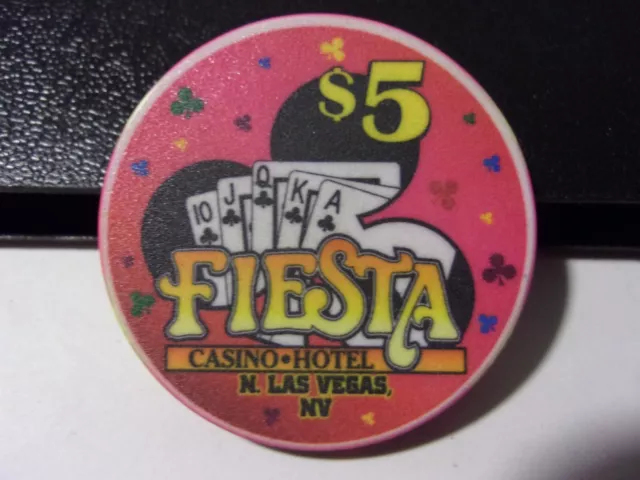 $5
10 J Q K A
FIESTA
CASINO•HOTEL
N. LAS VEGAS,
NV